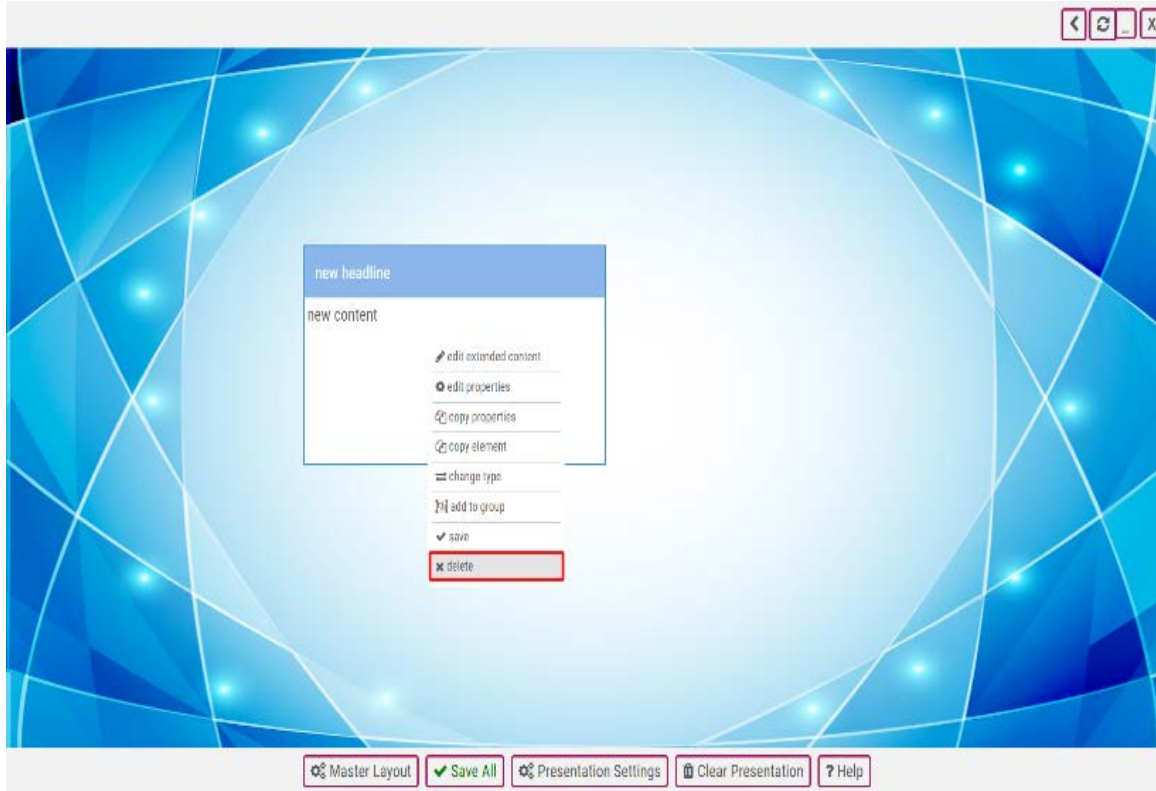 _ X
new headline
new content
edit extended content
edit properties
copy properties
copy element
change type
add to group
save
delete
Master Layout Save All Presentation Settings Clear Presentation ? Help